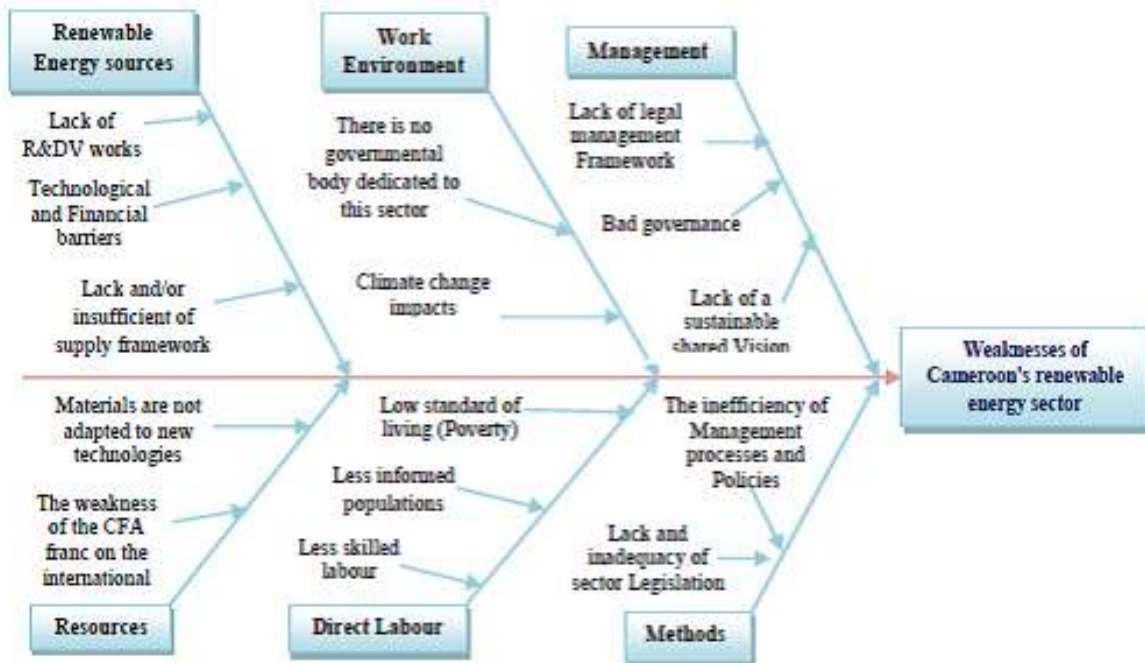 Renewable
Energy sources
Work
Environment
Management
Lack of
R&DV works
Technological
and Financial
barriers
Lack and/or
insufficient of
supply framework
There is no
governmental
body dedicated to
this sector
Climate change
impacts
Lack of legal
management
Framework
Bad governance
Lack of a
sustainable
shared Vision
Weaknesses of
Cameroon's renewable
energy sector
Materials are not
adapted to new
technologies
The weakness
of the CFA
franc on the
international
Low standard of
living (Poverty)
Less informed
populations
Less skilled
labour
The inefficiency of
Management
processes and
Policies
Lack and
inadequacy of
sector Legislation
Resources
Direct Labour
Methods